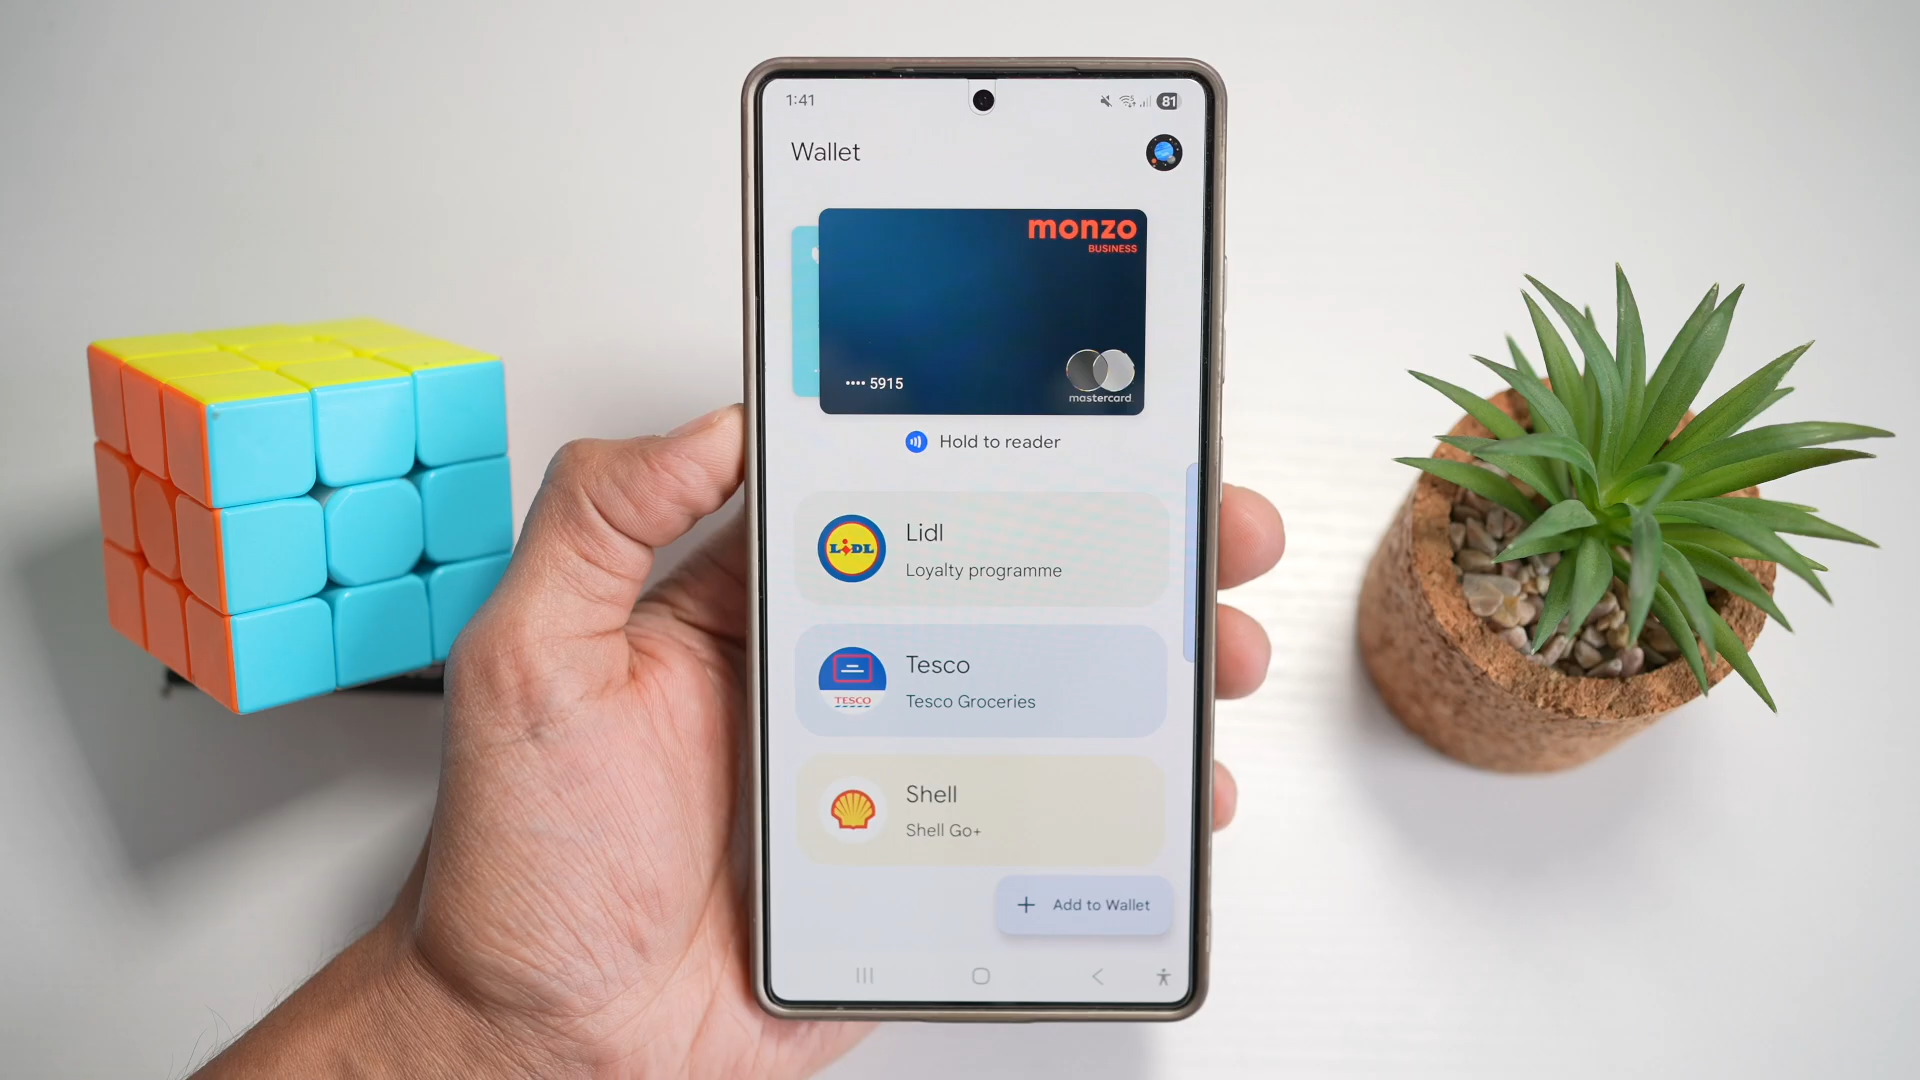 1:41
81
Wallet
monzo
BUSINESS
•••• 5915
mastercard
Hold to reader
LIDL
Lidl
Loyalty programme
TESCO
Tesco
Tesco Groceries
Shell
Shell Go+
+ Add to Wallet